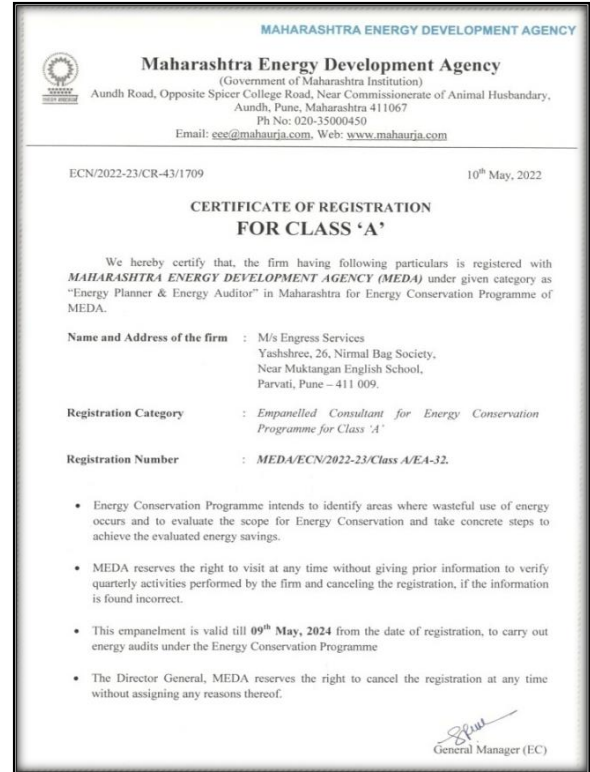 MAHARASHTRA ENERGY DEVELOPMENT AGENCY
Maharashtra Energy Development Agency
(Government of Maharashtra Institution)
Aundh Road, Opposite Spicer College Road, Near Commissionerate of Animal Husbandary,
Aundh, Pune, Maharashtra 411067
Ph No: 020-35000450
Email: eee@mahaurja.com, Web: www.mahaurja.com
ECN/2022-23/CR-43/1709 10th May, 2022
CERTIFICATE OF REGISTRATION
FOR CLASS ‘A’
We hereby certify that, the firm having following particulars is registered with
MAHARASHTRA ENERGY DEVELOPMENT AGENCY (MEDA) under given category as
“Energy Planner & Energy Auditor” in Maharashtra for Energy Conservation Programme of
MEDA.
Name and Address of the firm : M/s Engress Services
Yashshree, 26, Nirmal Bag Society,
Near Muktangan English School,
Parvati, Pune – 411 009.
Registration Category : Empanelled Consultant for Energy Conservation
Programme for Class ‘A’
Registration Number : MEDA/ECN/2022-23/Class A/EA-32.
• Energy Conservation Programme intends to identify areas where wasteful use of energy
occurs and to evaluate the scope for Energy Conservation and take concrete steps to
achieve the evaluated energy savings.
• MEDA reserves the right to visit at any time without giving prior information to verify
quarterly activities performed by the firm and canceling the registration, if the information
is found incorrect.
• This empanelment is valid till 09th May, 2024 from the date of registration, to carry out
energy audits under the Energy Conservation Programme
• The Director General, MEDA reserves the right to cancel the registration at any time
without assigning any reasons thereof.
General Manager (EC)